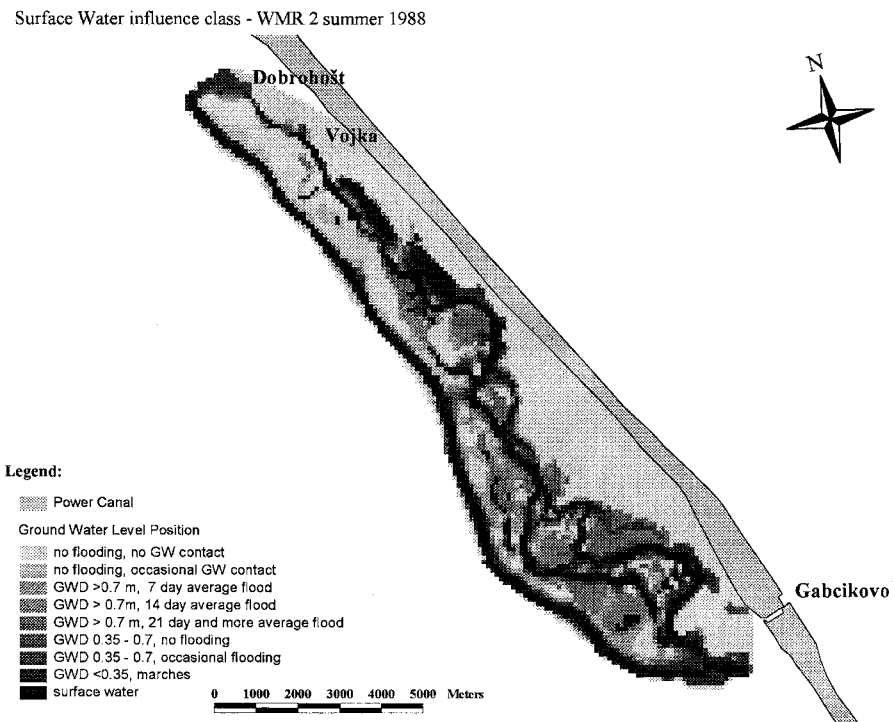 Surface Water influence class - WMR 2 summer 1988
N
Dobrohošt
Vojka
Gabcikovo
Legend:
Power Canal
Ground Water Level Position
no flooding, no GW contact
no flooding, occasional GW contact
GWD >0.7 m, 7 day average flood
GWD > 0.7m, 14 day average flood
GWD > 0.7 m, 21 day and more average flood
GWD 0.35 - 0.7, no flooding
GWD 0.35 - 0.7, occasional flooding
GWD <0.35, marches
surface water
0 1000 2000 3000 4000 5000 Meters